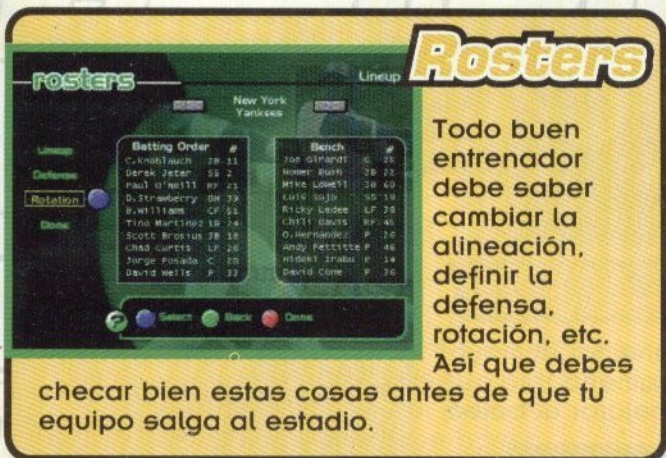 Rosters
rosters
Lineup
New York
Yankees
Lineup
Defense
Rotation
Done
Batting Order #
C.Knoblauch 2B 11
Derek Jeter SS 2
Paul O'Neill RF 21
D.Strawberry DH 39
B.Williams CF 51
Tino Martinez 1B 24
Scott Brosius 3B 18
Chad Curtis LF 28
Jorge Posada C 20
David Wells P 33
Bench #
Joe Girardi C 25
Homer Bush 2B 22
Mike Lowell 3B 60
Luis Sojo SS 19
Ricky Ledee LF 38
Chili Davis RF 45
O.Hernandez P 26
Andy Pettitte P 46
Hideki Irabu P 14
David Cone P 36
? Select Back Done
Todo buen
entrenador
debe saber
cambiar la
alineación,
definir la
defensa,
rotación, etc.
Así que debes
checar bien estas cosas antes de que tu
equipo salga al estadio.